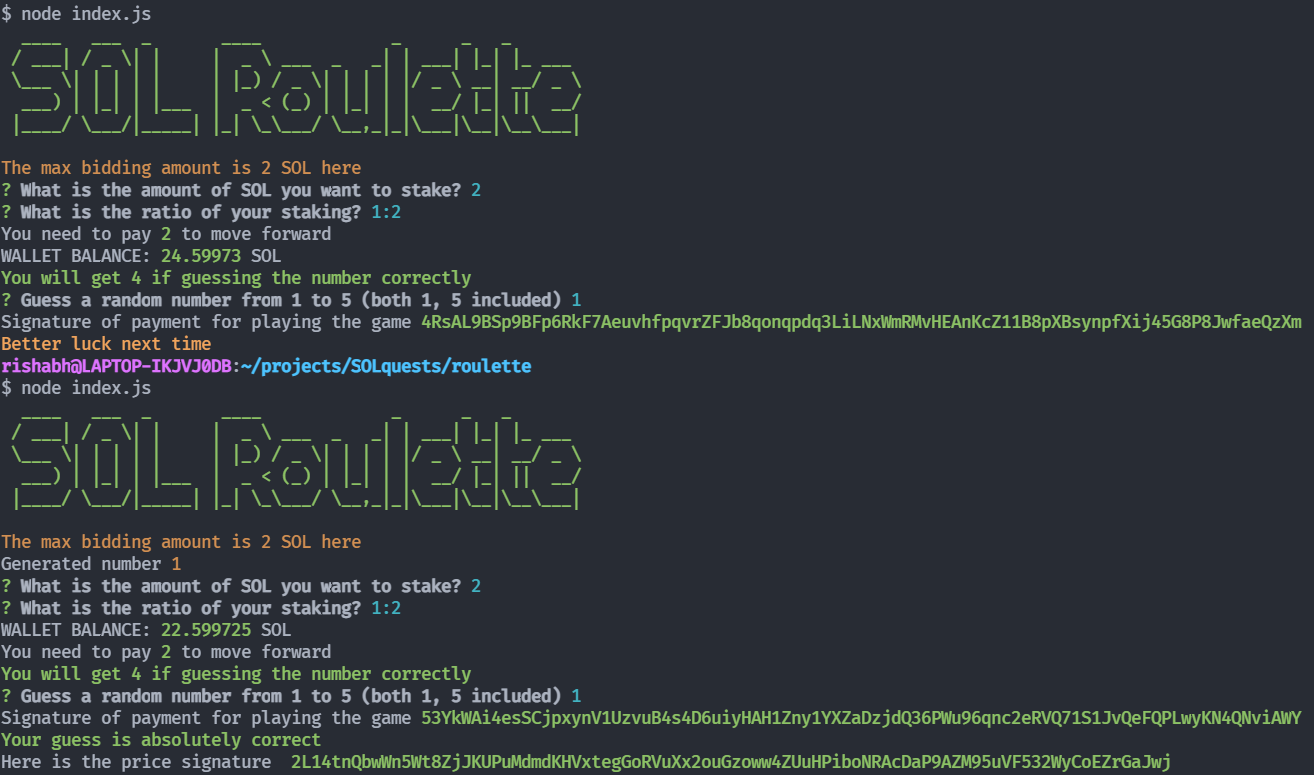 $ node index.js
SOL Roulette
The max bidding amount is 2 SOL here
? What is the amount of SOL you want to stake? 2
? What is the ratio of your staking? 1:2
You need to pay 2 to move forward
WALLET BALANCE: 24.59973 SOL
You will get 4 if guessing the number correctly
? Guess a random number from 1 to 5 (both 1, 5 included) 1
Signature of payment for playing the game 4RsAL9BSp9BFp6RkF7AeuvhfpqvrZFJb8qonqpdq3LiLNxWmRMvHEAnKcZ11B8pXBsynpfXij45G8P8JwfaeQzXm
Better luck next time
rishabh@LAPTOP-IKJVJ0DB:~/projects/SOLquests/roulette
$ node index.js
SOL Roulette
The max bidding amount is 2 SOL here
Generated number 1
? What is the amount of SOL you want to stake? 2
? What is the ratio of your staking? 1:2
WALLET BALANCE: 22.599725 SOL
You need to pay 2 to move forward
You will get 4 if guessing the number correctly
? Guess a random number from 1 to 5 (both 1, 5 included) 1
Signature of payment for playing the game 53YkWAi4esSCjpxynV1UzvuB4s4D6uiyHAH1Zny1YXZaDzjdQ36PWu96qnc2eRVQ71S1JvQeFQPLwyKN4QNviAWY
Your guess is absolutely correct
Here is the price signature  2L14tnQbwWn5Wt8ZjJKUPuMdmdKHVxtegGoRVuXx2ouGzoww4ZUuHPiboNRAcDaP9AZM95uVF532WyCoEZrGaJwj